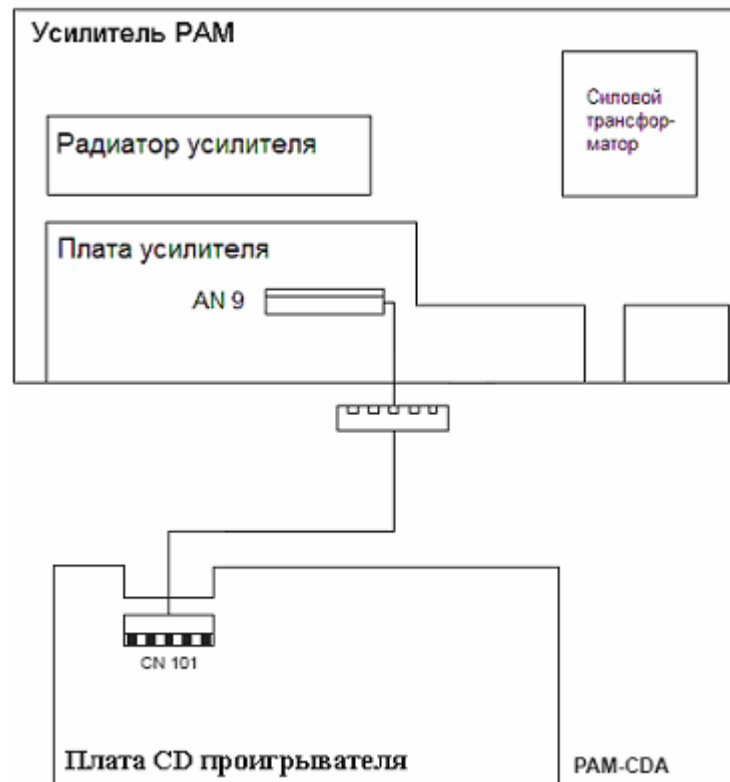 Усилитель PAM
Силовой
трансфор-
матор
Радиатор усилителя
Плата усилителя
AN 9
CN 101
Плата CD проигрывателя
PAM-CDA